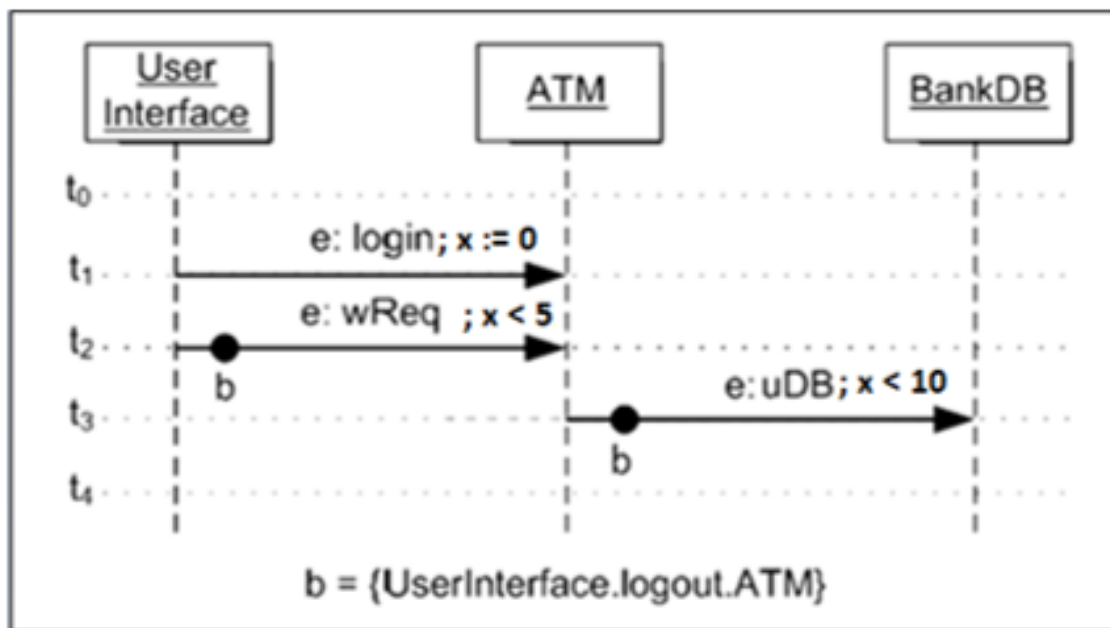 User
Interface
ATM
BankDB
t0
e: login; x := 0
t1
e: wReq ; x < 5
t2
b
e: uDB; x < 10
t3
b
t4
b = {UserInterface.logout.ATM}